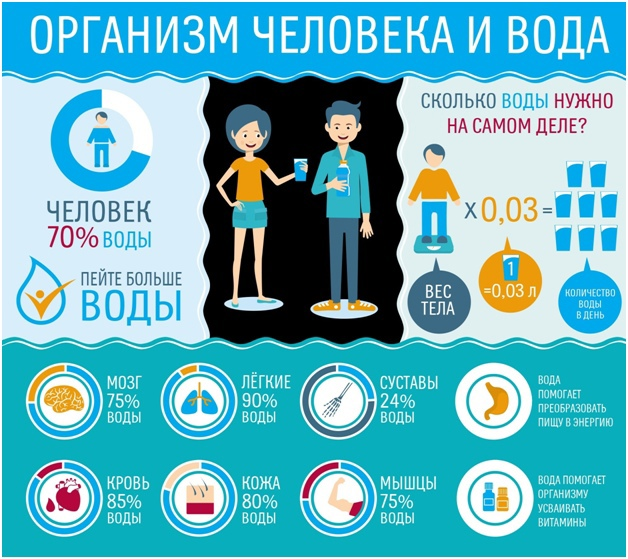 ОРГАНИЗМ ЧЕЛОВЕКА И ВОДА
ЧЕЛОВЕК
70% ВОДЫ
ПЕЙТЕ БОЛЬШЕ
ВОДЫ
СКОЛЬКО ВОДЫ НУЖНО
НА САМОМ ДЕЛЕ?
X 0,03 =
ВЕС
ТЕЛА
1
=0,03 л
КОЛИЧЕСТВО
ВОДЫ
В ДЕНЬ
МОЗГ
75%
ВОДЫ
ЛЁГКИЕ
90%
ВОДЫ
СУСТАВЫ
24%
ВОДЫ
ВОДА
ПОМОГАЕТ
ПРЕОБРАЗОВАТЬ
ПИЩУ В ЭНЕРГИЮ
КРОВЬ
85%
ВОДЫ
КОЖА
80%
ВОДЫ
МЫШЦЫ
75%
ВОДЫ
ВОДА ПОМОГАЕТ
ОРГАНИЗМУ
УСВАИВАТЬ
ВИТАМИНЫ